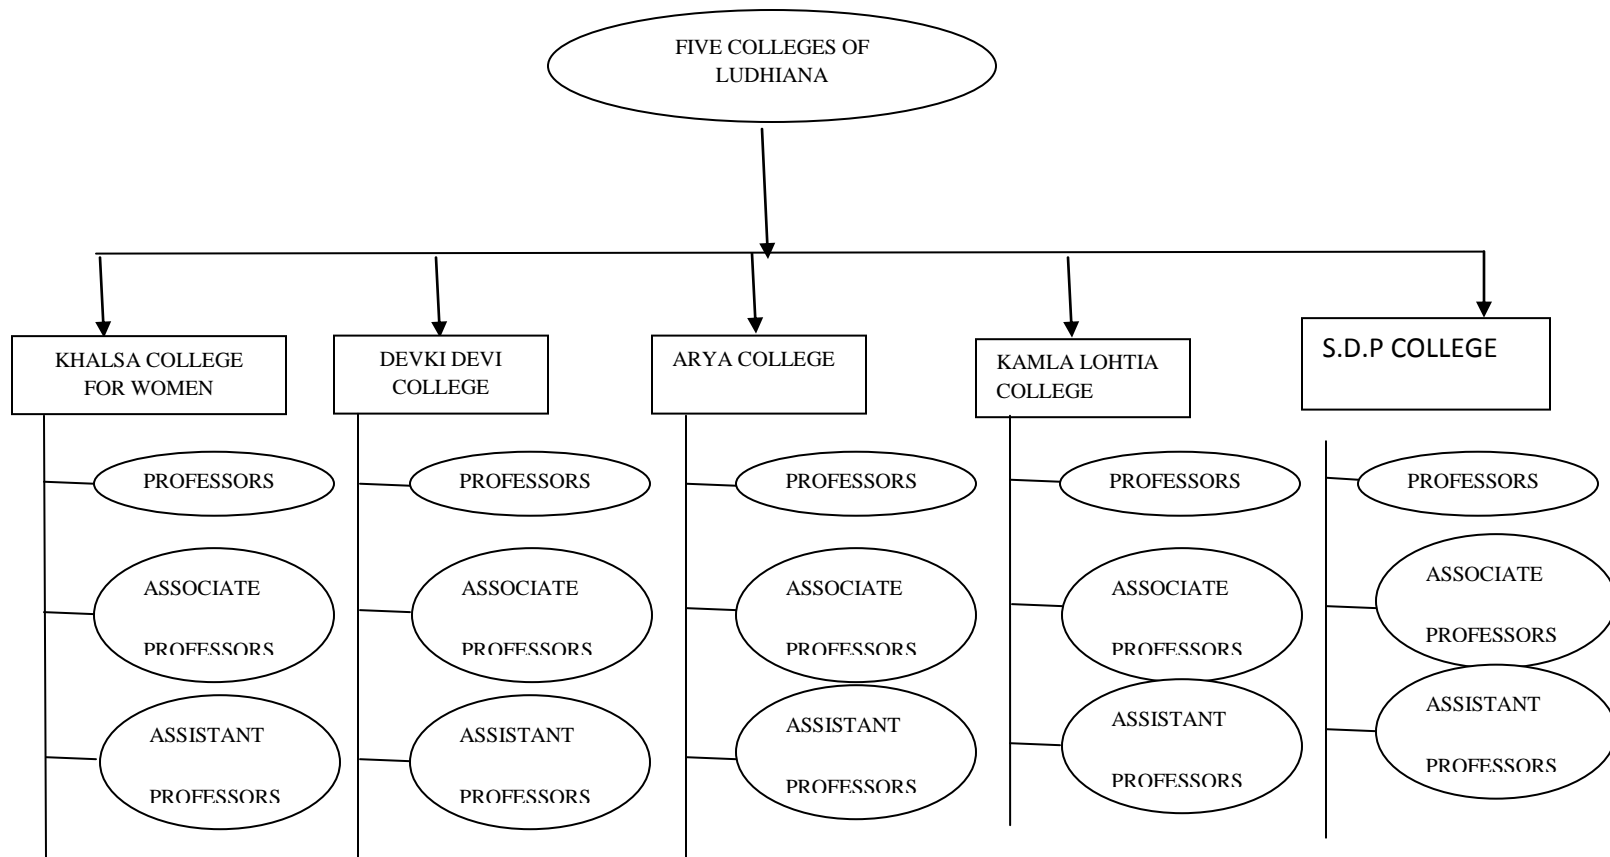 FIVE COLLEGES OF
LUDHIANA
KHALSA COLLEGE
FOR WOMEN
DEVKI DEVI
COLLEGE
ARYA COLLEGE
KAMLA LOHTIA
COLLEGE
S.D.P COLLEGE
PROFESSORS
ASSOCIATE
PROFESSORS
ASSISTANT
PROFESSORS
PROFESSORS
ASSOCIATE
PROFESSORS
ASSISTANT
PROFESSORS
PROFESSORS
ASSOCIATE
PROFESSORS
ASSISTANT
PROFESSORS
PROFESSORS
ASSOCIATE
PROFESSORS
ASSISTANT
PROFESSORS
PROFESSORS
ASSOCIATE
PROFESSORS
ASSISTANT
PROFESSORS